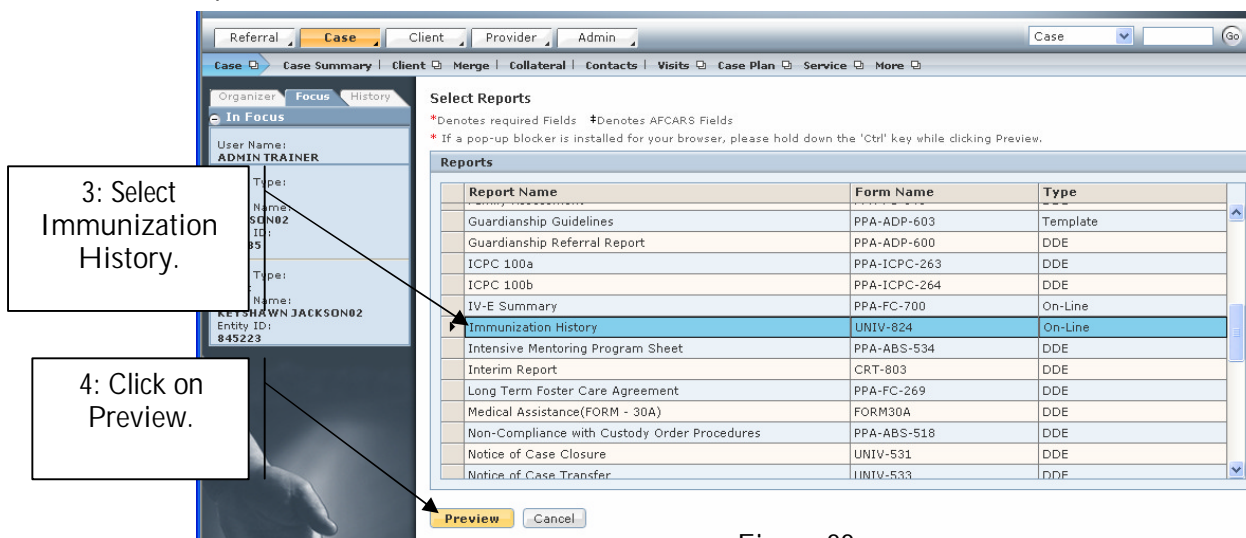 Referral Case Client Provider Admin Case Go
Case Case Summary | Client Merge | Collateral | Contacts | Visits Case Plan Service More
Organizer Focus History
In Focus
User Name:
ADMIN TRAINER
Type:
Name:
SON02
ID:
35
Type:
Name:
KEYSHAWN JACKSON02
Entity ID:
845223
3: Select
Immunization
History.
4: Click on
Preview.
Select Reports
*Denotes required Fields ‡Denotes AFCARS Fields
* If a pop-up blocker is installed for your browser, please hold down the 'Ctrl' key while clicking Preview.
Reports
Report Name Form Name Type
Guardianship Guidelines PPA-ADP-603 Template
Guardianship Referral Report PPA-ADP-600 DDE
ICPC 100a PPA-ICPC-263 DDE
ICPC 100b PPA-ICPC-264 DDE
IV-E Summary PPA-FC-700 On-Line
Immunization History UNIV-824 On-Line
Intensive Mentoring Program Sheet PPA-ABS-534 DDE
Interim Report CRT-803 DDE
Long Term Foster Care Agreement PPA-FC-269 DDE
Medical Assistance(FORM - 30A) FORM30A DDE
Non-Compliance with Custody Order Procedures PPA-ABS-518 DDE
Notice of Case Closure UNIV-531 DDE
Notice of Case Transfer UNIV-533 DDE
Preview Cancel